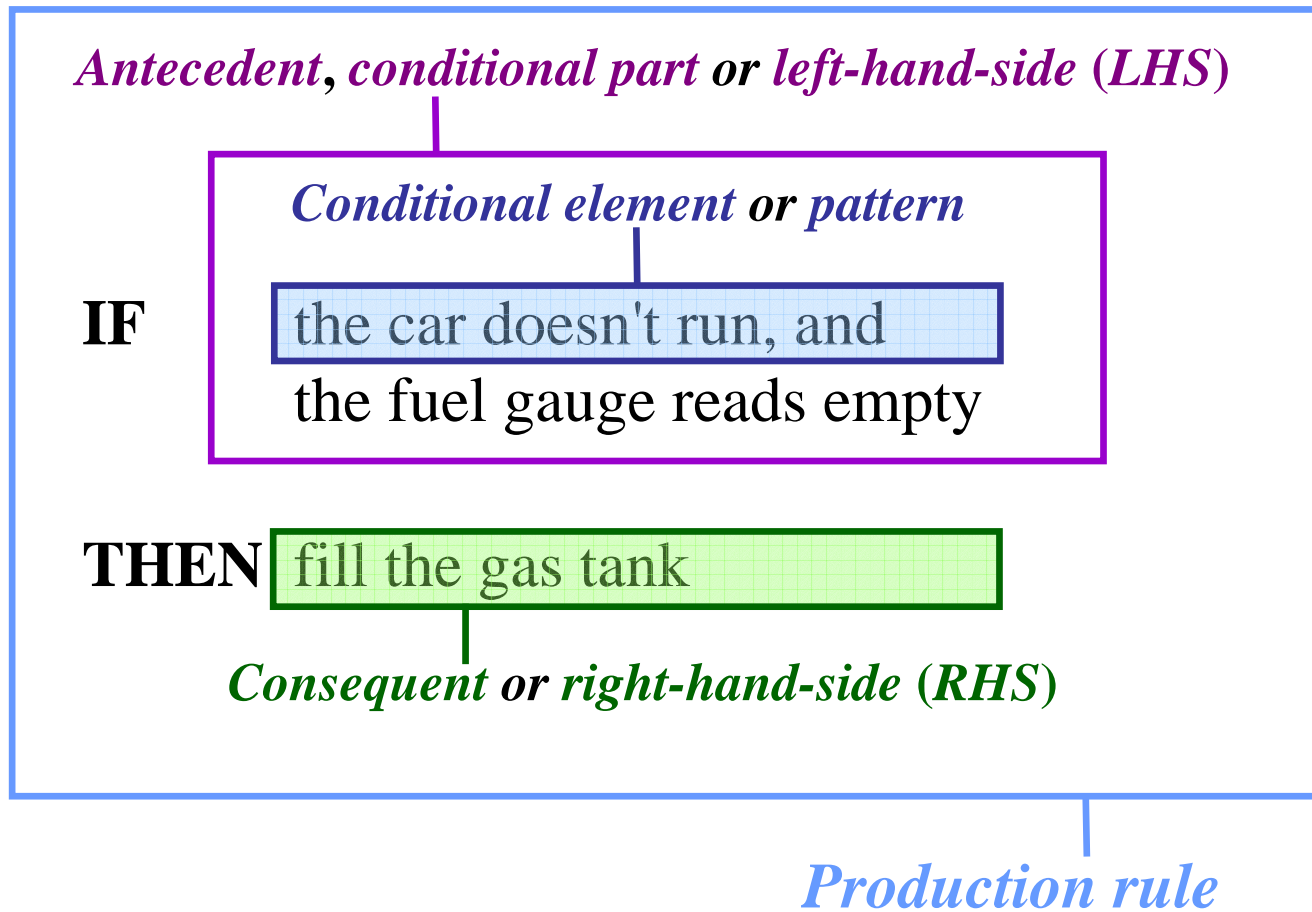 Antecedent, conditional part or left-hand-side (LHS)
Conditional element or pattern
IF the car doesn't run, and
the fuel gauge reads empty
THEN fill the gas tank
Consequent or right-hand-side (RHS)
Production rule